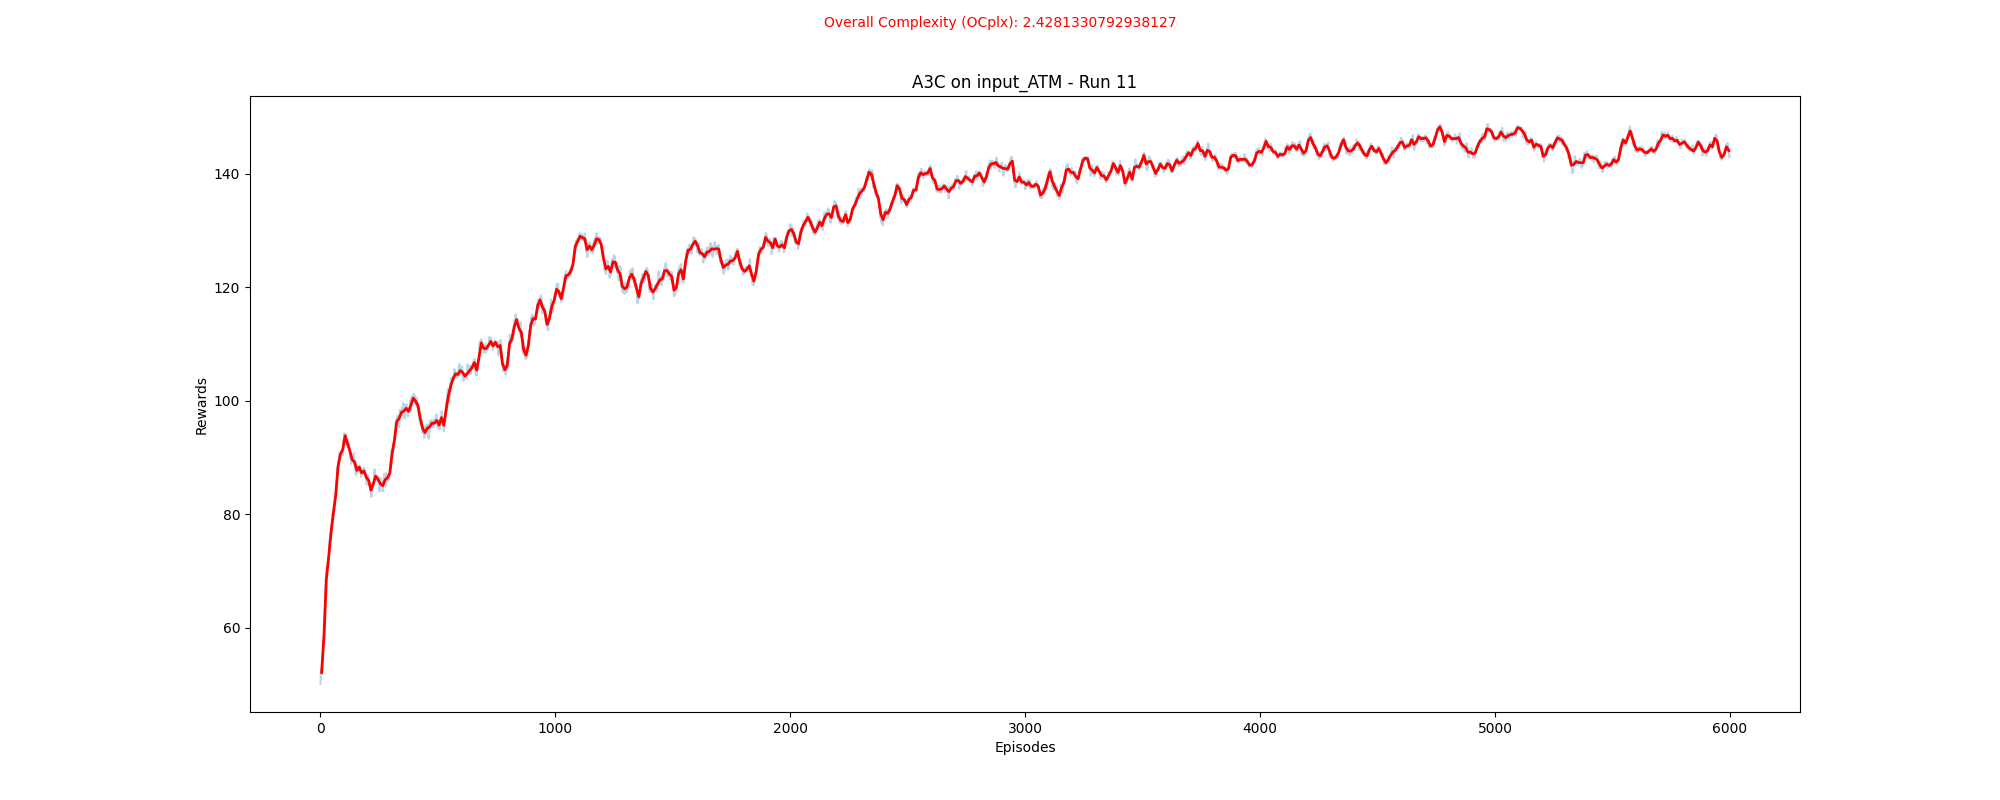 Overall Complexity (OCplx): 2.4281330792938127
A3C on input_ATM - Run 11
Rewards
140
120
100
80
60
0 1000 2000 3000 4000 5000 6000
Episodes